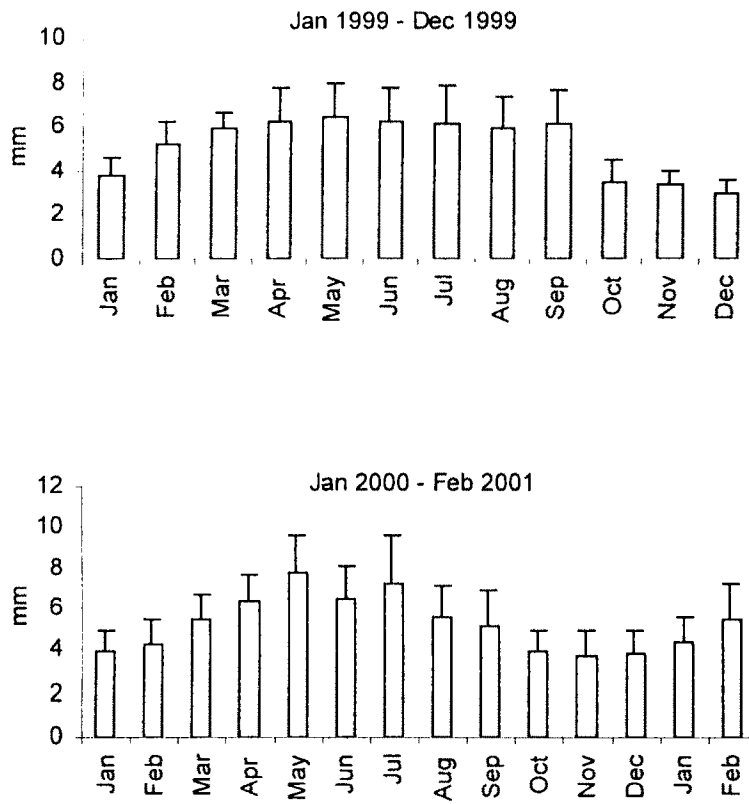 Jan 1999 - Dec 1999
10
8
6
4
2
0
mm
Jan Feb Mar Apr May Jun Jul Aug Sep Oct Nov Dec
Jan 2000 - Feb 2001
12
10
8
6
4
2
0
mm
Jan Feb Mar Apr May Jun Jul Aug Sep Oct Nov Dec Jan Feb